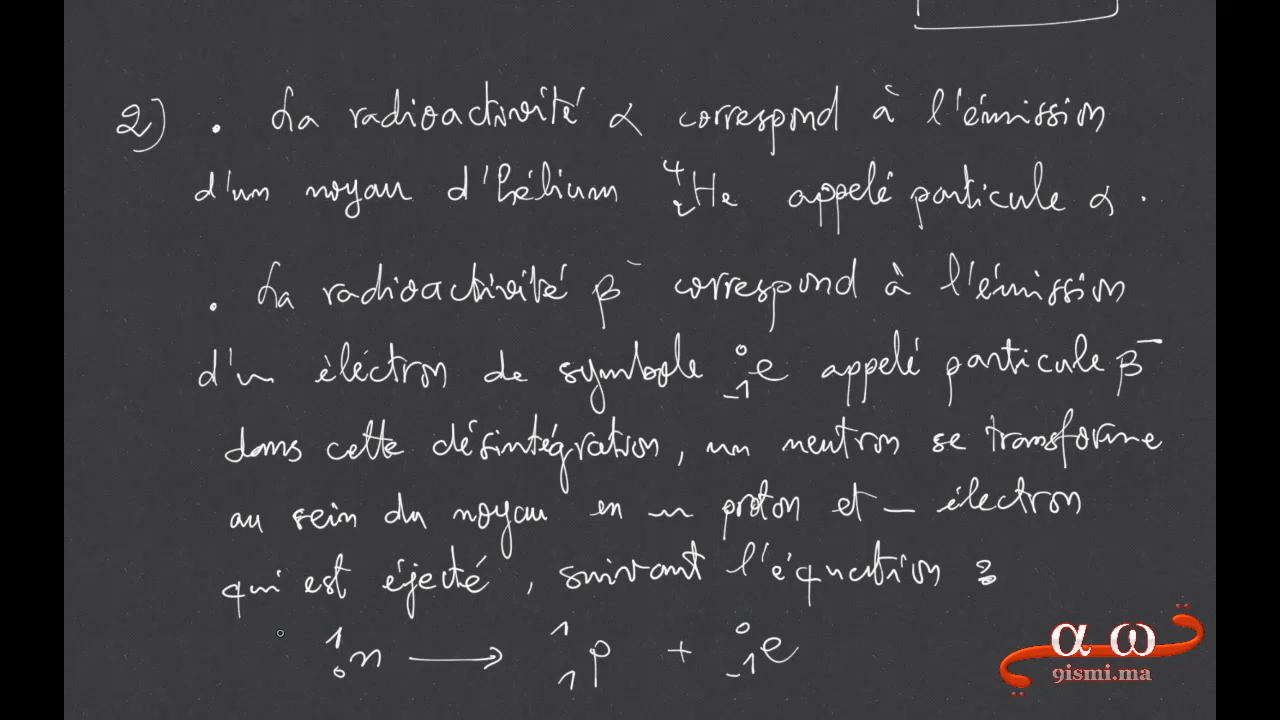 2) . La radioactivité α correspond à l'émission
d'un noyau d'hélium ⁴₂He appelé particule α .
. La radioactivité β⁻ correspond à l'émission
d'un éléctron de symbole ⁰₋₁e appelé particule β⁻
dans cette désintégration, un neutron se transforme
au sein du noyau en un proton et un électron
qui est éjecté, suivant l'équation :
¹₀n → ¹₁p + ⁰₋₁e
α ω
9ismi.ma